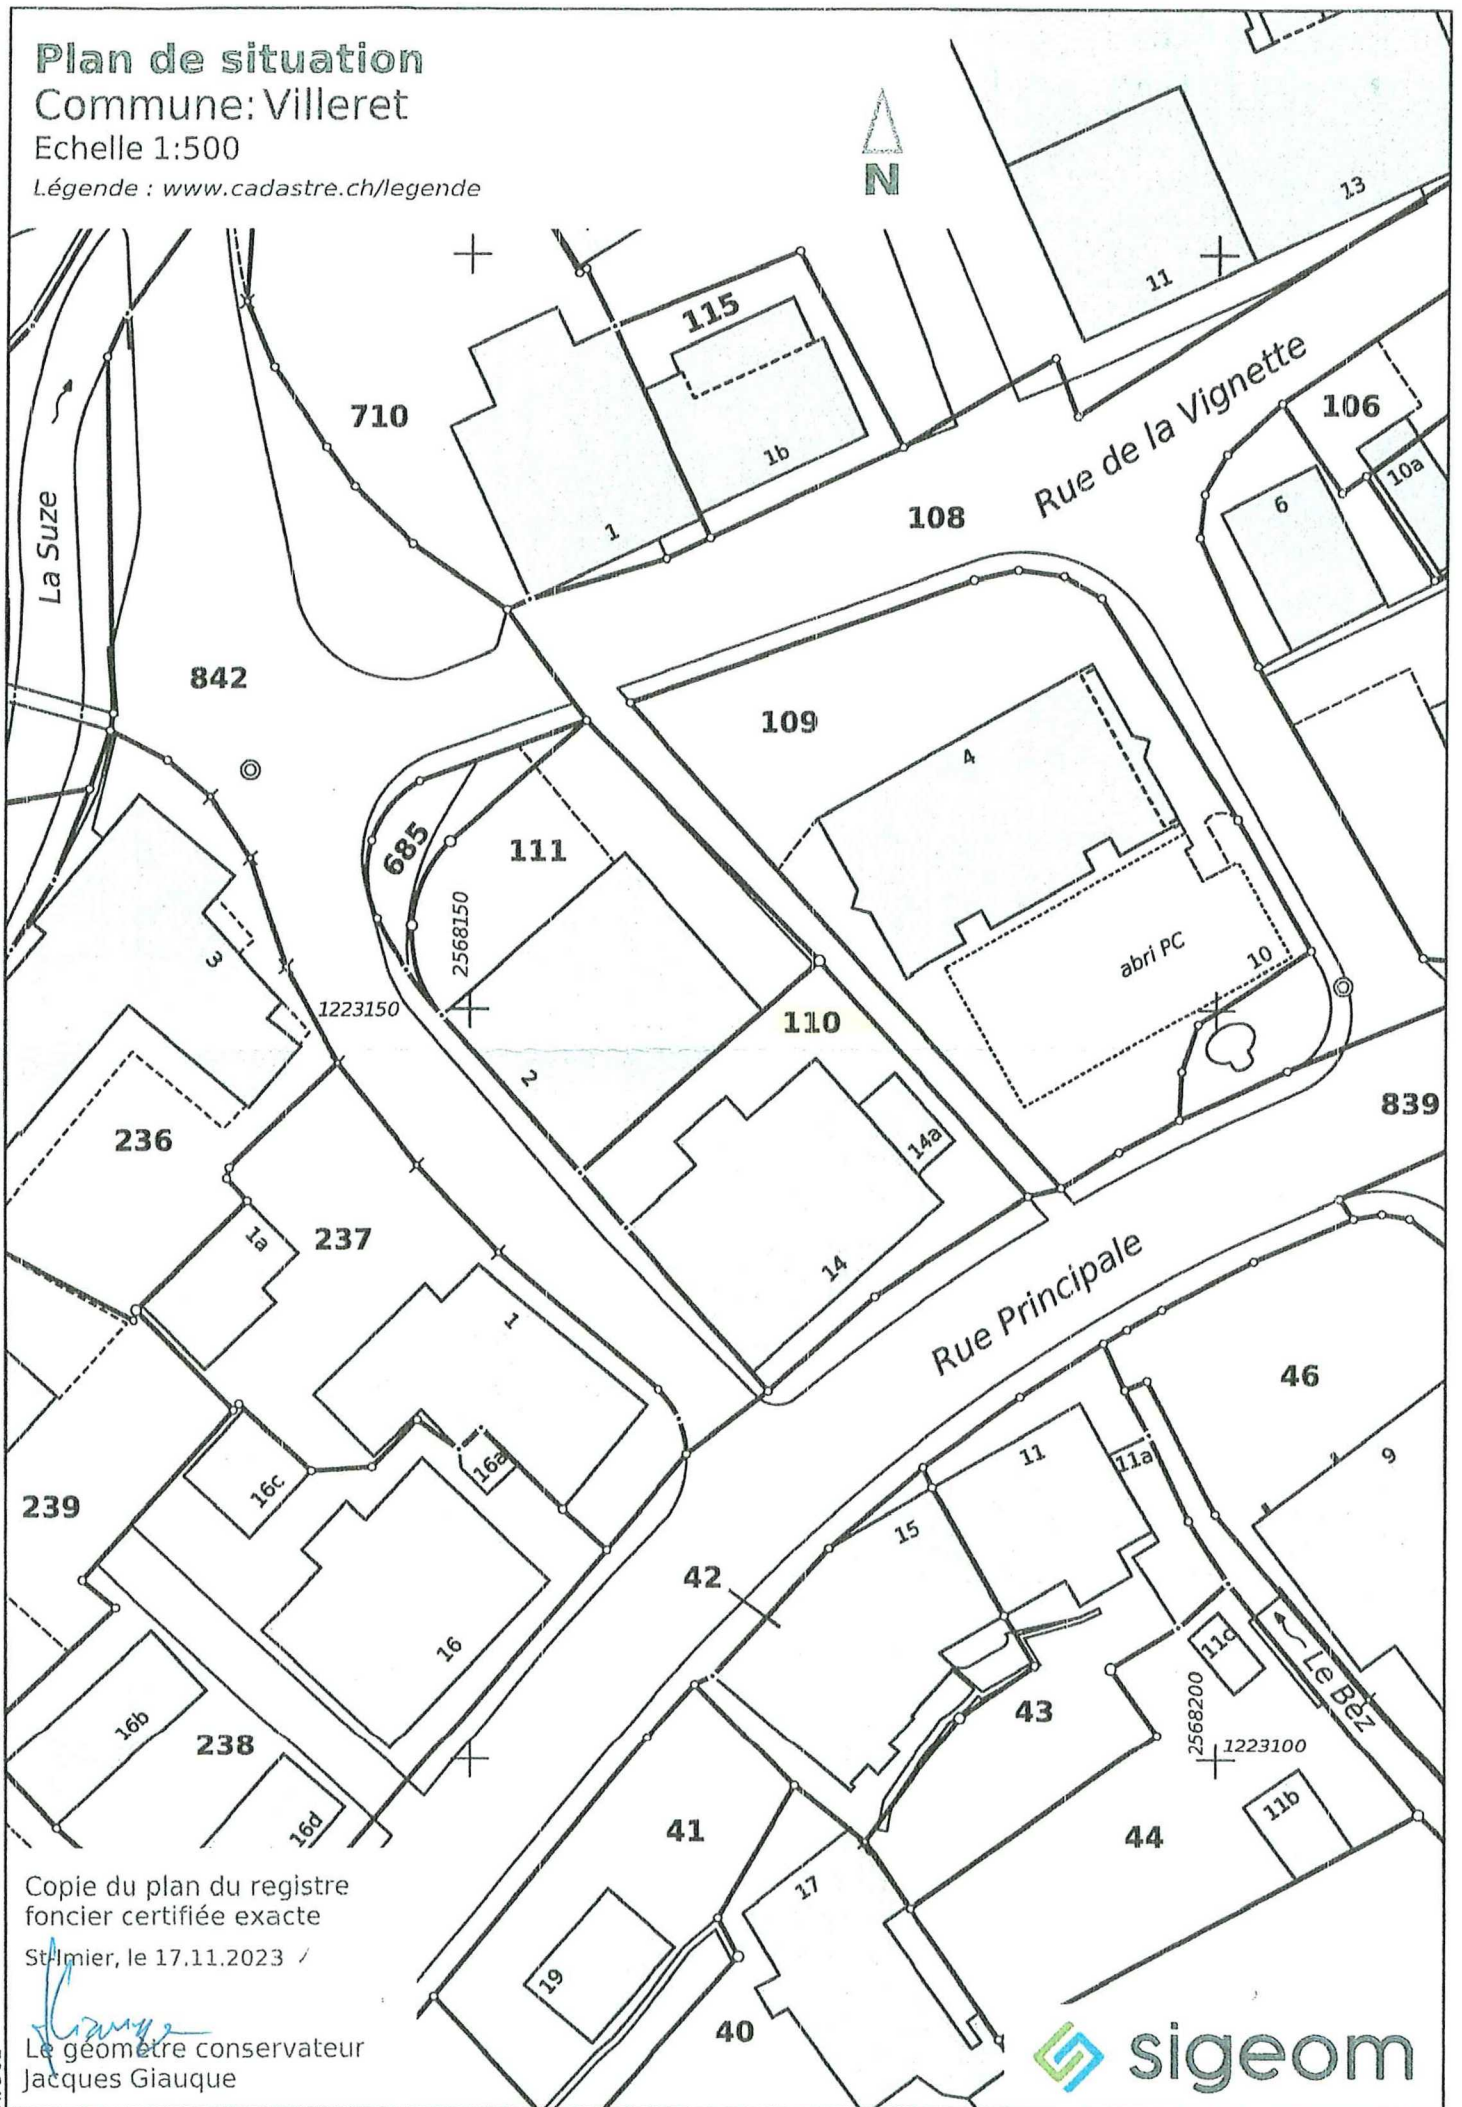 Plan de situation
Commune: Villeret
Echelle 1:500
Légende : www.cadastre.ch/legende
N
13
11
115
Rue de la Vignette
106
710
1b
10a
6
1
108
La Suze
842
109
4
685
111
2568150
3
abri PC
10
1223150
110
2
839
236
14a
1a
237
14
Rue Principale
1
46
11
9
11a
16a
16c
239
15
42
16
11c
Le Bez
43
16b
238
2568200
1223100
11b
16d
41
44
17
Copie du plan du registre
foncier certifiée exacte
St-Imier, le 17.11.2023
19
40
Le géomètre conservateur
Jacques Giauque
sigeom